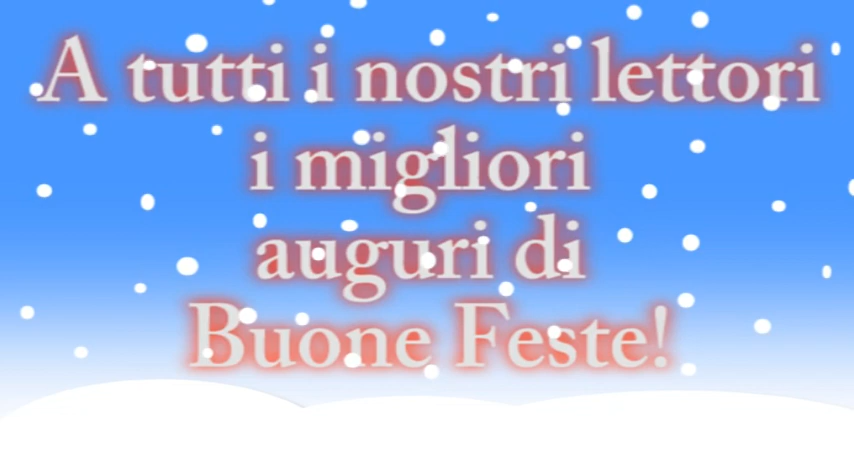 A tutti i nostri lettori
i migliori
auguri di
Buone Feste!